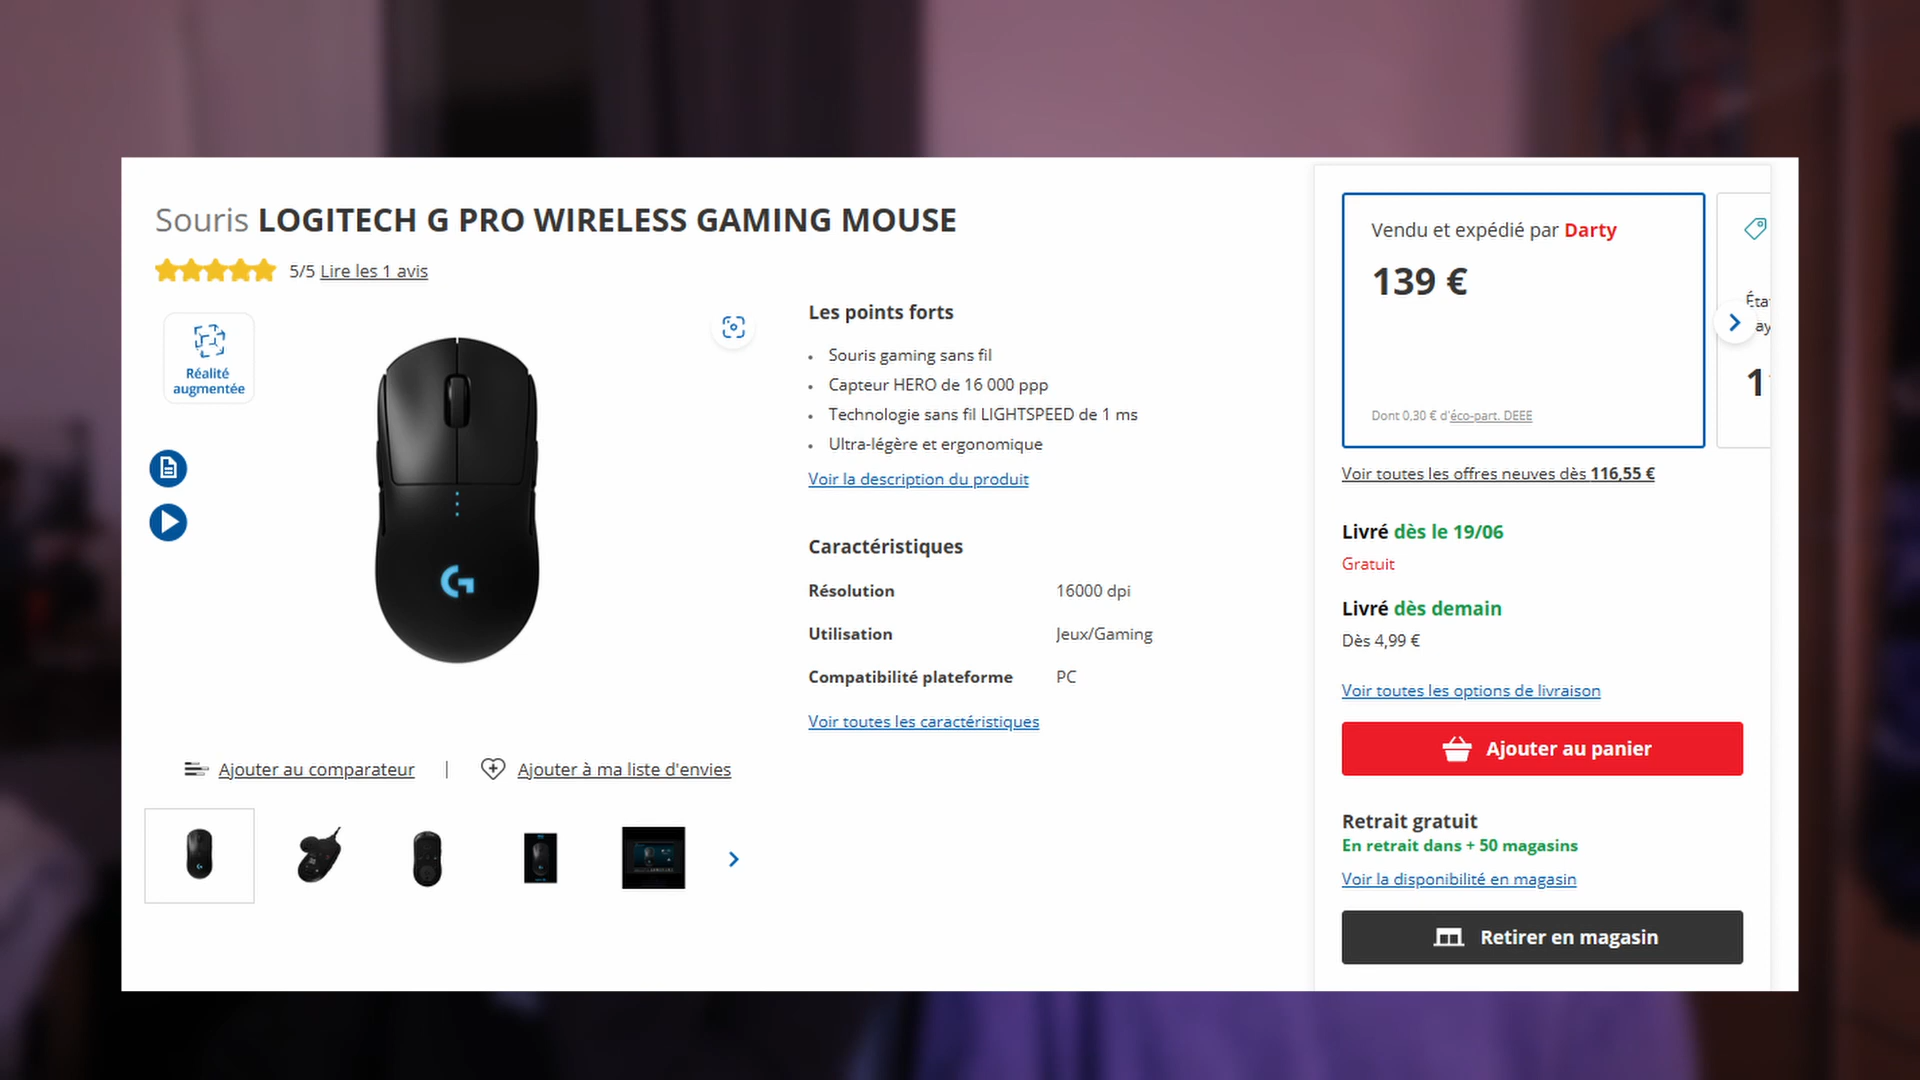 Souris LOGITECH G PRO WIRELESS GAMING MOUSE
5/5 Lire les 1 avis
Réalité
augmentée
Les points forts
Souris gaming sans fil
Capteur HERO de 16 000 ppp
Technologie sans fil LIGHTSPEED de 1 ms
Ultra-légère et ergonomique
Voir la description du produit
Caractéristiques
Résolution 16000 dpi
Utilisation Jeux/Gaming
Compatibilité plateforme PC
Voir toutes les caractéristiques
Ajouter au comparateur | Ajouter à ma liste d'envies
Vendu et expédié par Darty
139 €
Dont 0,30 € d'éco-part. DEEE
Voir toutes les offres neuves dès 116,55 €
Livré dès le 19/06
Gratuit
Livré dès demain
Dès 4,99 €
Voir toutes les options de livraison
Ajouter au panier
Retrait gratuit
En retrait dans + 50 magasins
Voir la disponibilité en magasin
Retirer en magasin